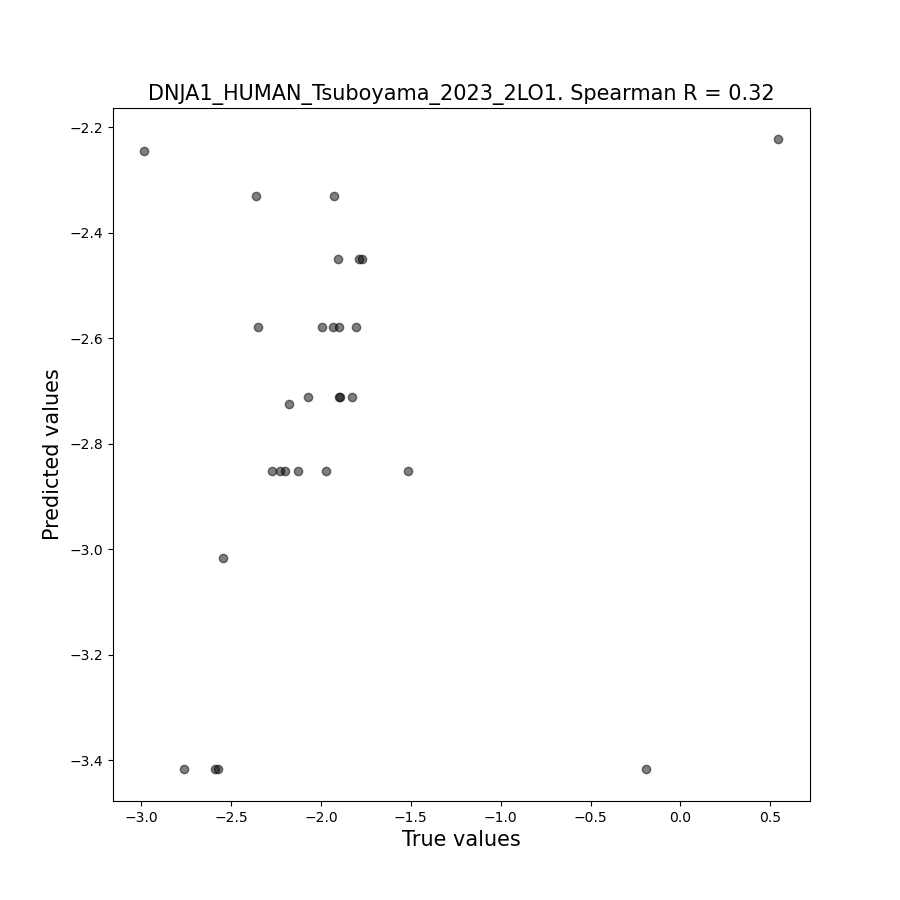 DNJA1_HUMAN_Tsuboyama_2023_2LO1. Spearman R = 0.32
−2.2
−2.4
−2.6
−2.8
−3.0
−3.2
−3.4
Predicted values
−3.0 −2.5 −2.0 −1.5 −1.0 −0.5 0.0 0.5
True values